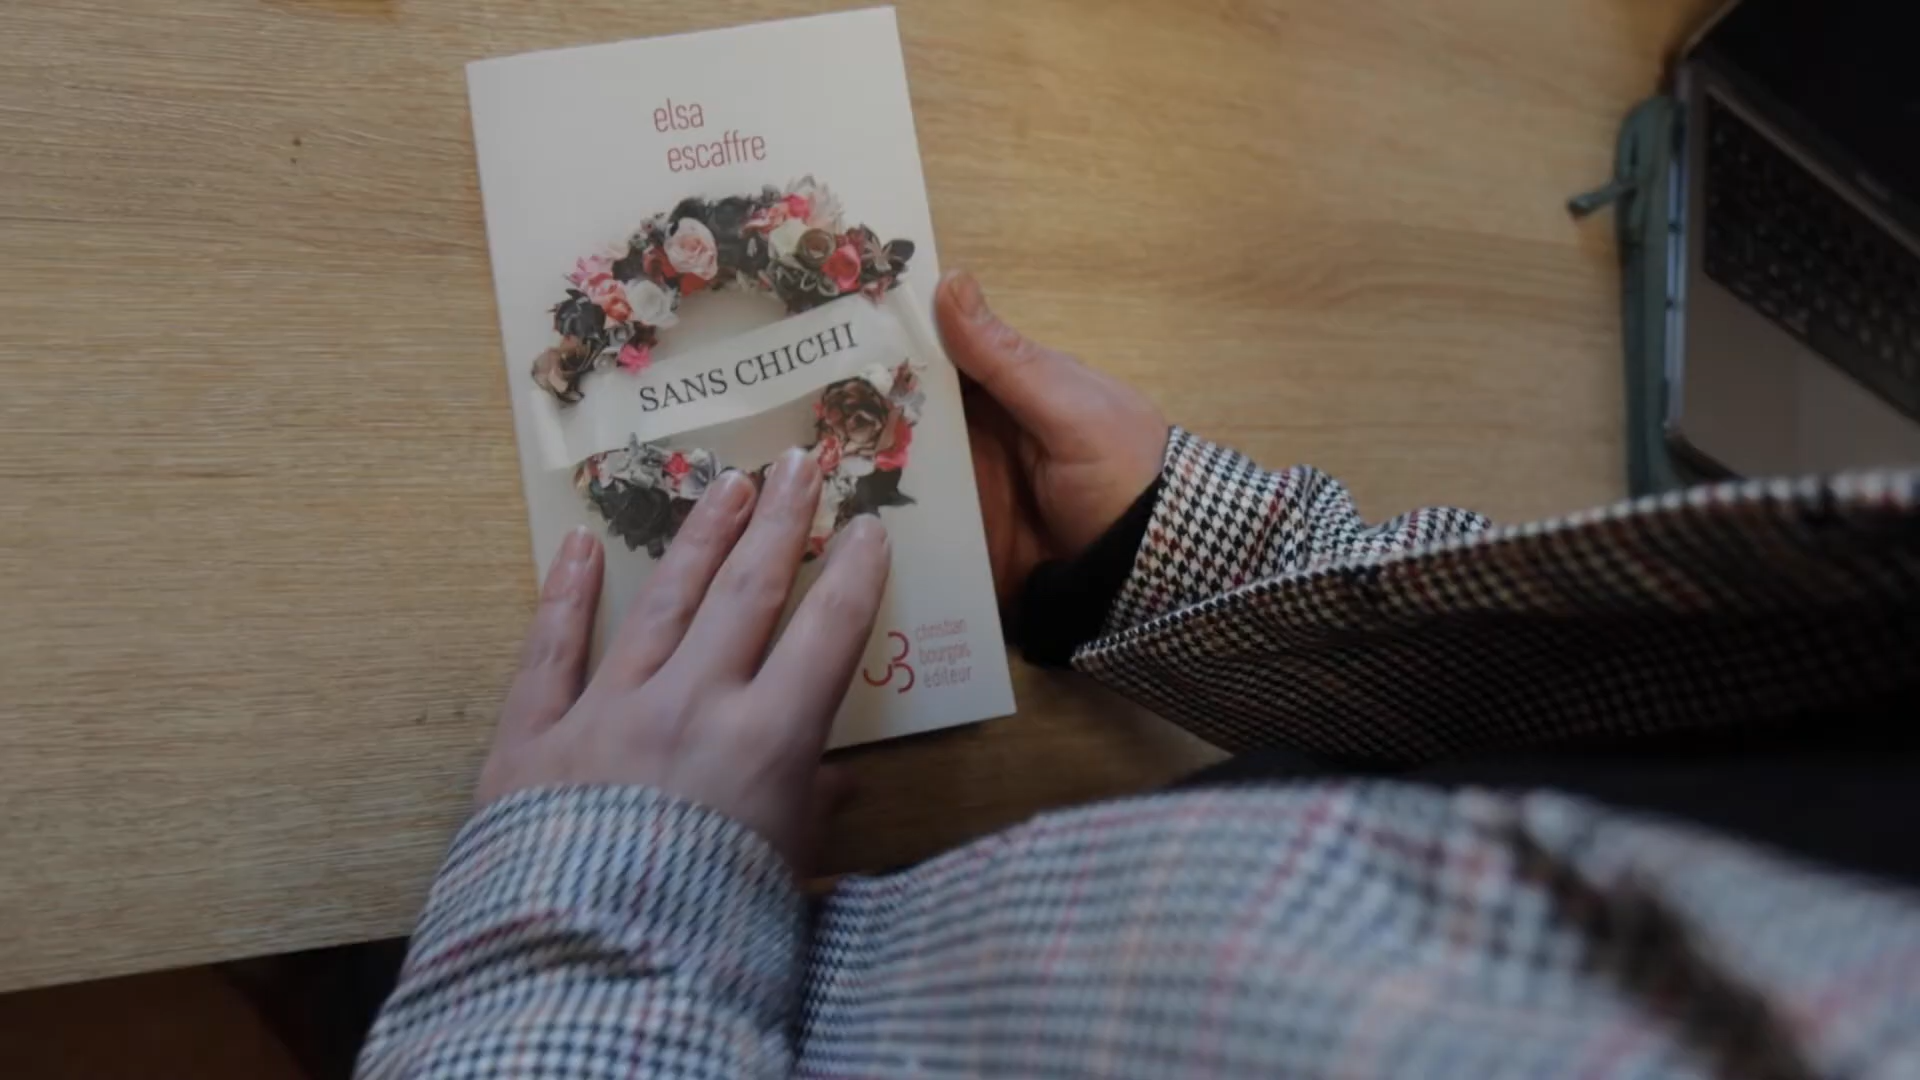 elsa
escaffre
SANS CHICHI
christian
bourgois
éditeur